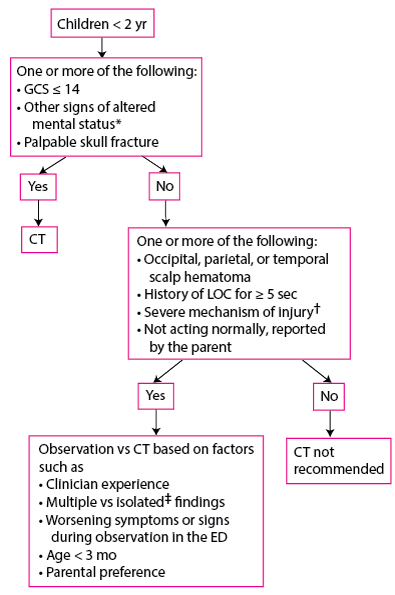 Children < 2 yr
One or more of the following:
• GCS ≤ 14
• Other signs of altered
mental status*
• Palpable skull fracture
Yes
No
CT
One or more of the following:
• Occipital, parietal, or temporal
scalp hematoma
• History of LOC for ≥ 5 sec
• Severe mechanism of injury†
• Not acting normally, reported
by the parent
Yes
No
Observation vs CT based on factors
such as
• Clinician experience
• Multiple vs isolated‡ findings
• Worsening symptoms or signs
during observation in the ED
• Age < 3 mo
• Parental preference
CT not
recommended